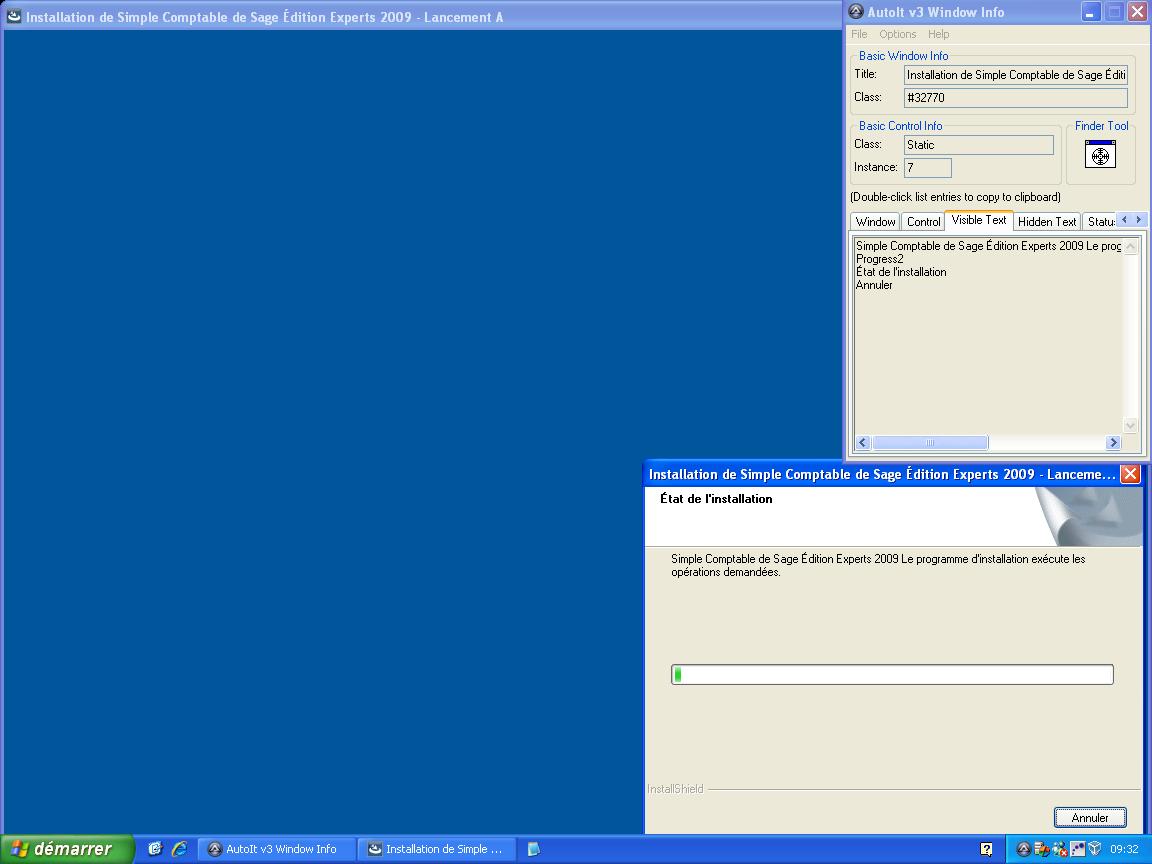 Installation de Simple Comptable de Sage Édition Experts 2009 - Lancement A
AutoIt v3 Window Info
File Options Help
Basic Window Info
Title: Installation de Simple Comptable de Sage Éditi
Class: #32770
Basic Control Info
Finder Tool
Class: Static
Instance: 7
(Double-click list entries to copy to clipboard)
Window Control Visible Text Hidden Text Statu
Simple Comptable de Sage Édition Experts 2009 Le prog
Progress2
État de l'installation
Annuler
Installation de Simple Comptable de Sage Édition Experts 2009 - Lanceme...
État de l'installation
Simple Comptable de Sage Édition Experts 2009 Le programme d'installation exécute les
opérations demandées.
InstallShield
Annuler
démarrer
AutoIt v3 Window Info
Installation de Simple ...
09:32